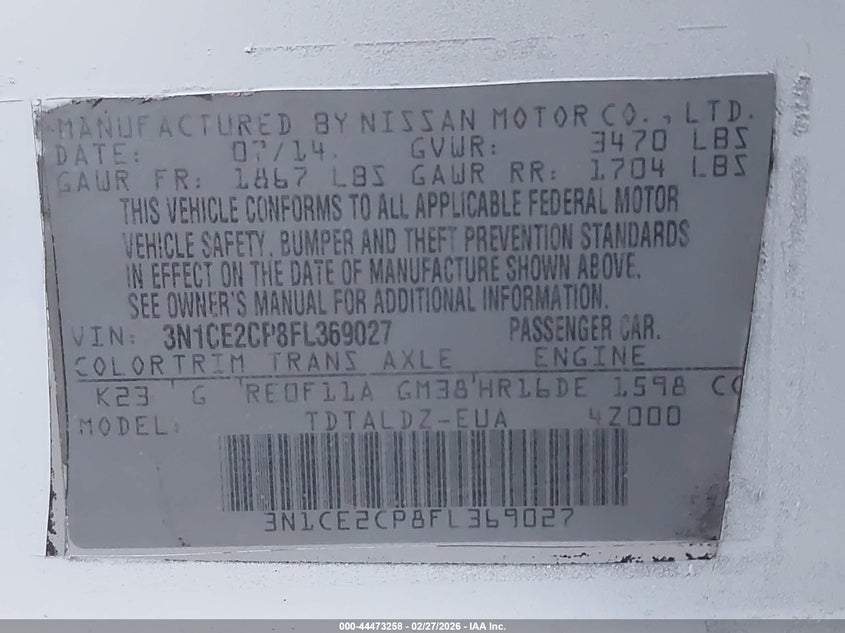 MANUFACTURED BY NISSAN MOTOR CO., LTD.
DATE: 07/14. GVWR: 3470 LBS
GAWR FR: 1867 LBS GAWR RR: 1704 LBS
THIS VEHICLE CONFORMS TO ALL APPLICABLE FEDERAL MOTOR
VEHICLE SAFETY, BUMPER AND THEFT PREVENTION STANDARDS
IN EFFECT ON THE DATE OF MANUFACTURE SHOWN ABOVE.
SEE OWNER'S MANUAL FOR ADDITIONAL INFORMATION.
VIN: 3N1CE2CP8FL369027 PASSENGER CAR.
COLOR TRIM TRANS AXLE ENGINE
K23 G RE0F11A GM38 HR16DE 1598 CC
MODEL: TDTALDZ-EUA 4Z000
3N1CE2CP8FL369027
000-44473258 - 02/27/2026 - IAA Inc.